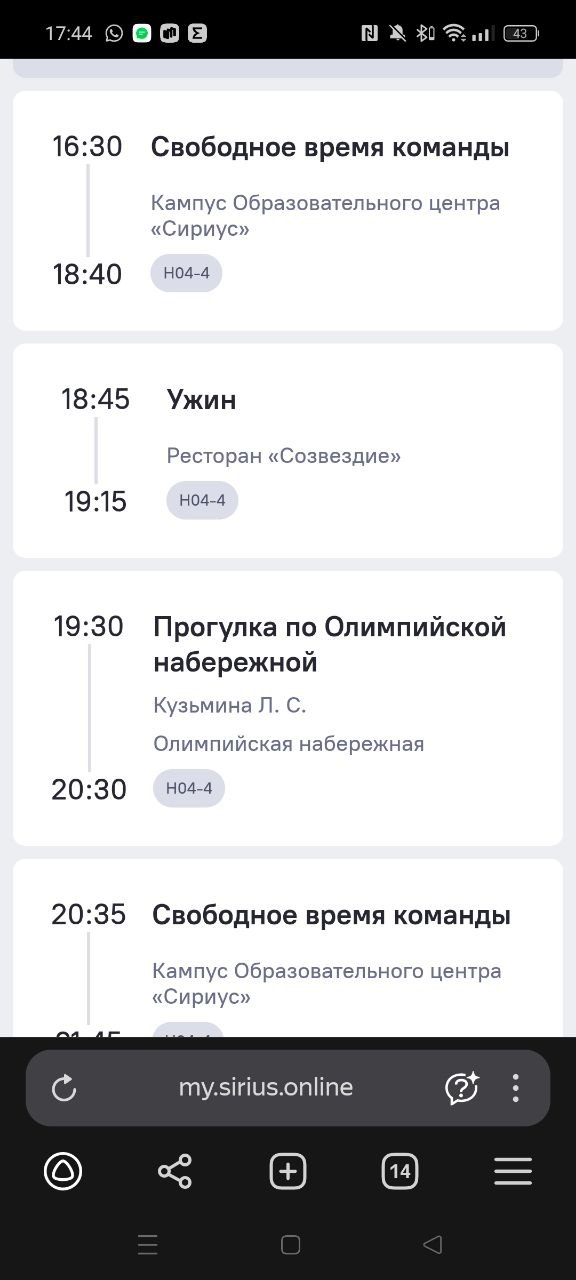 17:44
43
16:30 Свободное время команды
Кампус Образовательного центра
«Сириус»
18:40 Н04-4
18:45 Ужин
Ресторан «Созвездие»
19:15 Н04-4
19:30 Прогулка по Олимпийской
набережной
Кузьмина Л. С.
Олимпийская набережная
20:30 Н04-4
20:35 Свободное время команды
Кампус Образовательного центра
«Сириус»
my.sirius.online
14